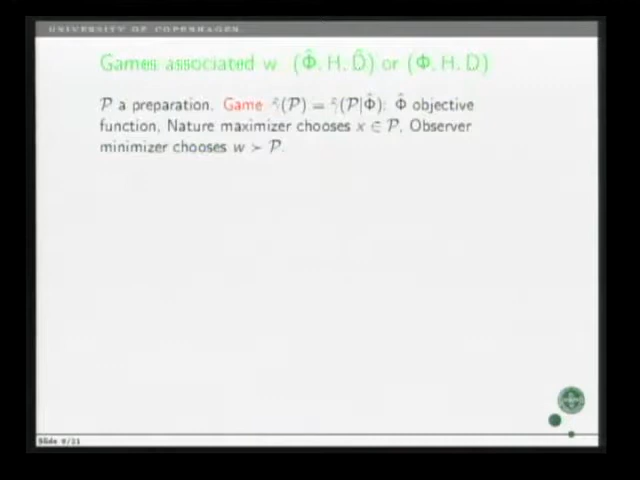 UNIVERSITY OF COPENHAGEN
Games associated w. (Φ̂, H, D̂) or (Φ, H, D)
𝒫 a preparation. Game γ(𝒫) = γ(𝒫|Φ̂): Φ̂ objective
function, Nature maximizer chooses x ∈ 𝒫, Observer
minimizer chooses w ≻ 𝒫.
Slide 9/21